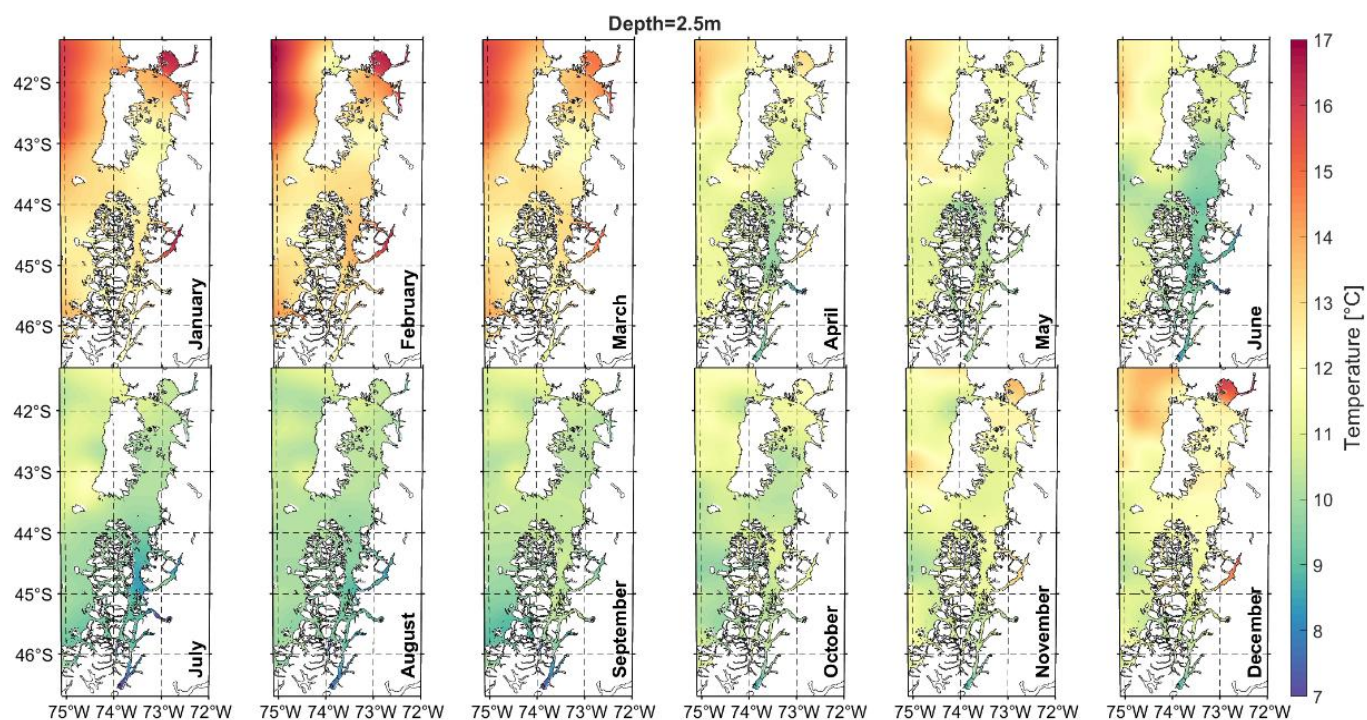 Depth=2.5m
42°S
43°S
44°S
45°S
46°S
January
February
March
April
May
June
42°S
43°S
44°S
45°S
46°S
July
August
September
October
November
December
75°W 74°W 73°W 72°W
75°W 74°W 73°W 72°W
75°W 74°W 73°W 72°W
75°W 74°W 73°W 72°W
75°W 74°W 73°W 72°W
75°W 74°W 73°W 72°W
17
16
15
14
13
12
11
10
9
8
7
Temperature [°C]